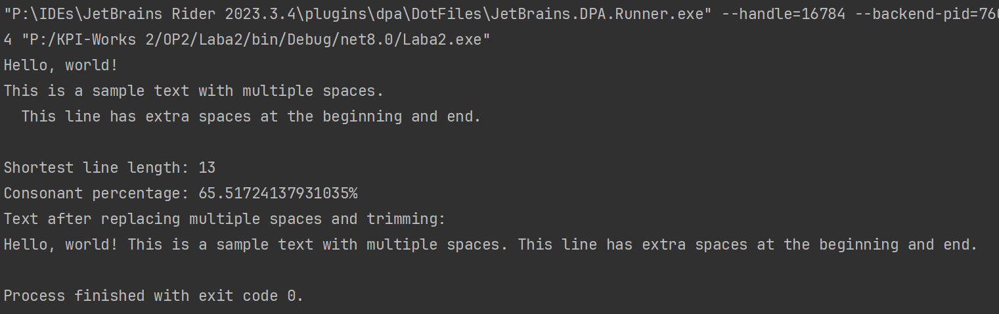 "P:\IDEs\JetBrains Rider 2023.3.4\plugins\dpa\DotFiles\JetBrains.DPA.Runner.exe" --handle=16784 --backend-pid=760
4 "P:/KPI-Works 2/OP2/Laba2/bin/Debug/net8.0/Laba2.exe"
Hello, world!
This is a sample text with multiple spaces.
  This line has extra spaces at the beginning and end.
Shortest line length: 13
Consonant percentage: 65.51724137931035%
Text after replacing multiple spaces and trimming:
Hello, world! This is a sample text with multiple spaces. This line has extra spaces at the beginning and end.
Process finished with exit code 0.